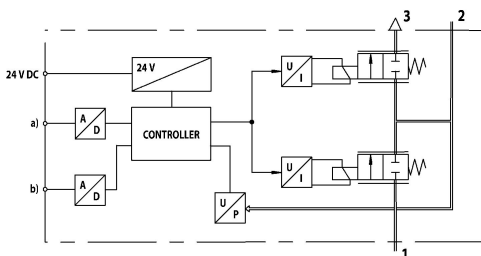 3 2
24 V DC 24 V U I
a) A D CONTROLLER
b) A D U P U I
1